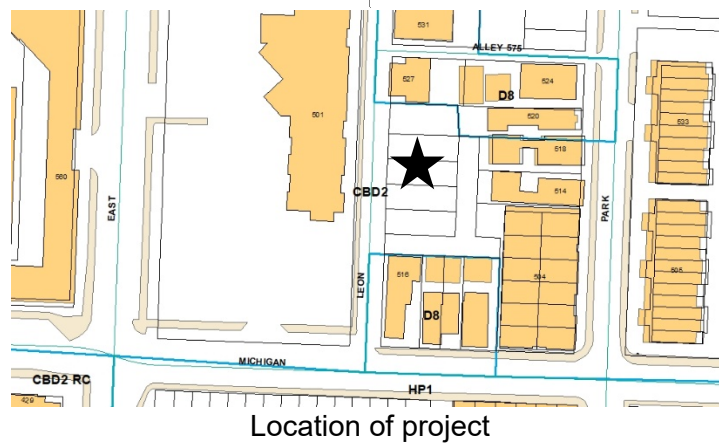 531
ALLEY 575
527
524
D8
520
501
533
518
560
CBD2
514
EAST
PARK
LEON
516
504
505
D8
MICHIGAN
CBD2 RC
HP1
429
Location of project